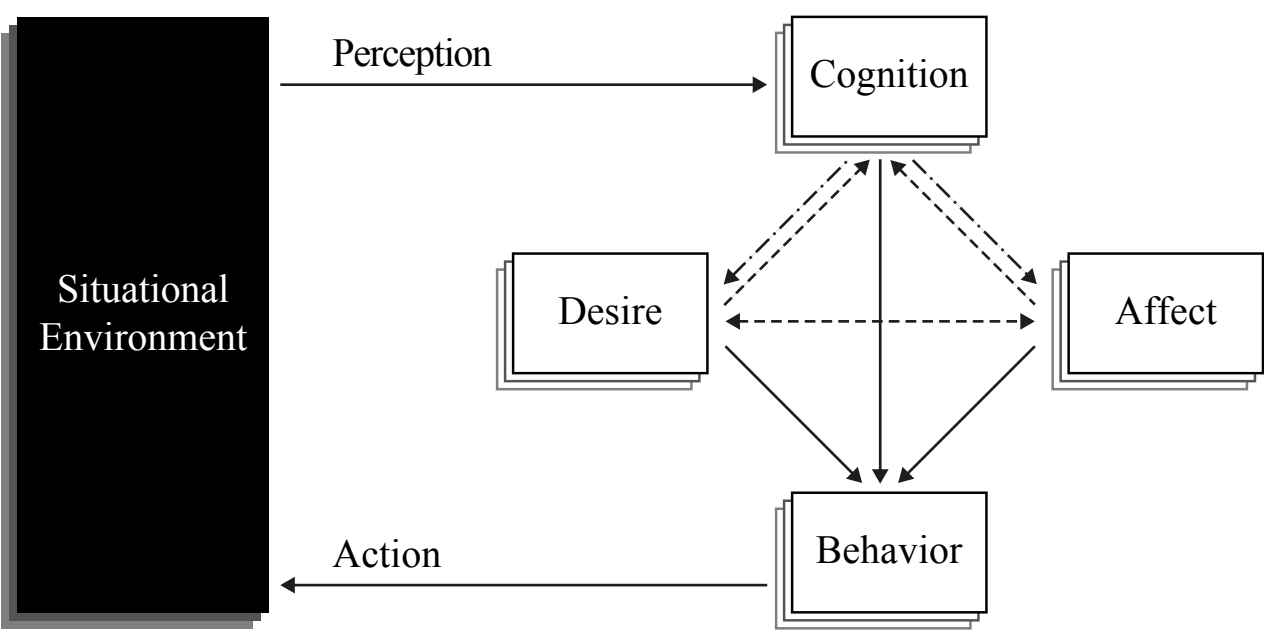 Perception
Cognition
Situational
Environment
Desire
Affect
Action
Behavior